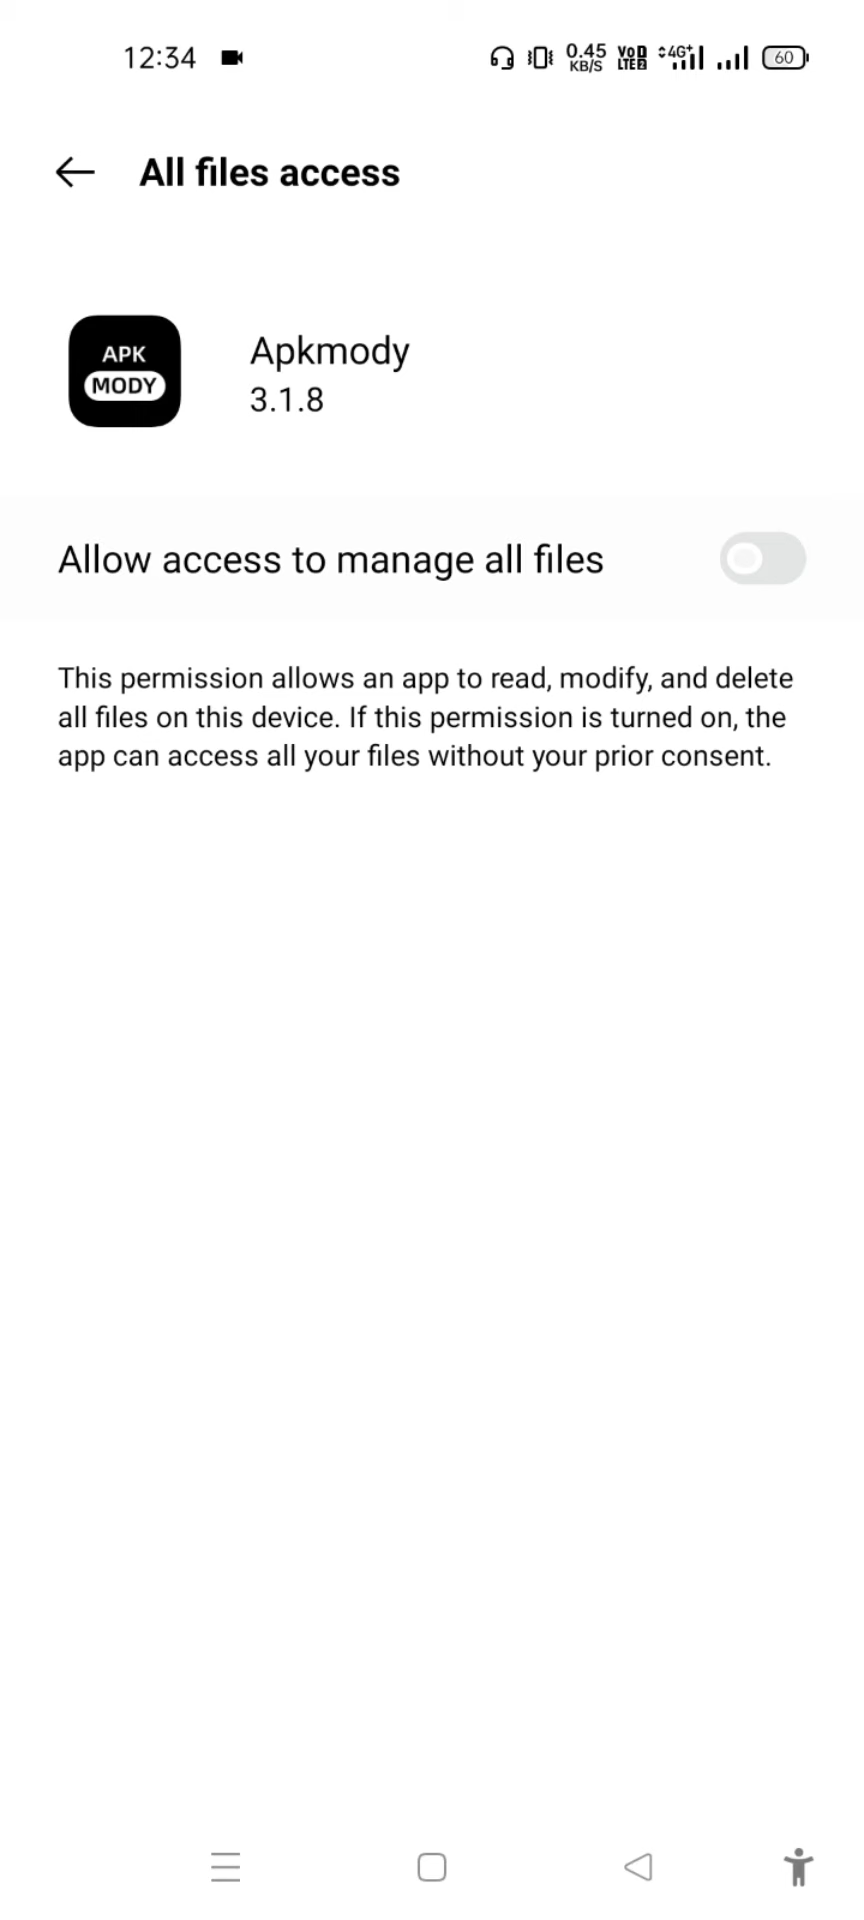 12:34 0.45 KB/S VoD LTE2 4G+ 60
All files access
APK
MODY
Apkmody
3.1.8
Allow access to manage all files
This permission allows an app to read, modify, and delete
all files on this device. If this permission is turned on, the
app can access all your files without your prior consent.